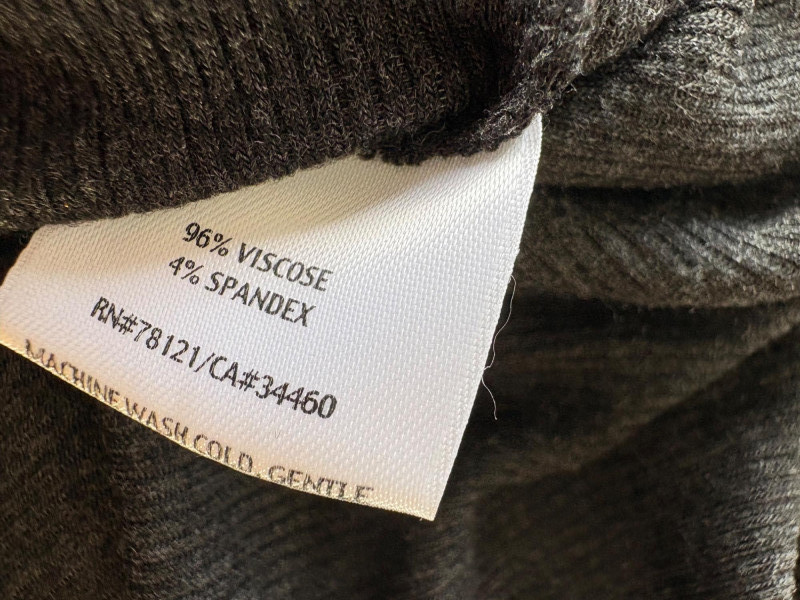 96% VISCOSE
4% SPANDEX
RN#78121/CA#34460
MACHINE WASH COLD, GENTLE